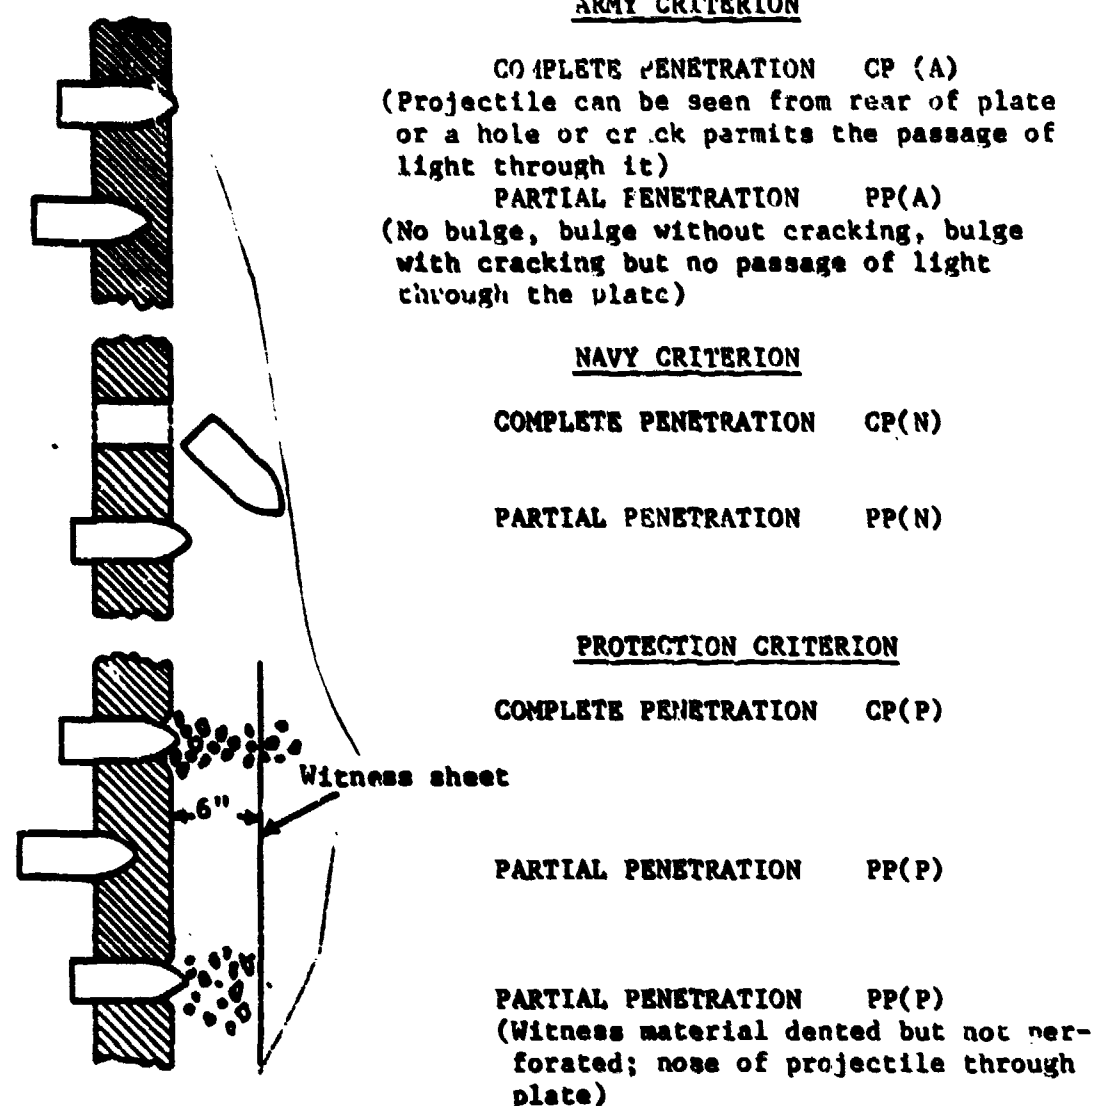 ARMY CRITERION
COMPLETE PENETRATION CP (A)
(Projectile can be seen from rear of plate
or a hole or crack parmits the passage of
light through it)
PARTIAL PENETRATION PP(A)
(No bulge, bulge without cracking, bulge
with cracking but no passage of light
through the plate)
NAVY CRITERION
COMPLETE PENETRATION CP(N)
PARTIAL PENETRATION PP(N)
PROTECTION CRITERION
COMPLETE PENETRATION CP(P)
Witness sheet
6"
PARTIAL PENETRATION PP(P)
PARTIAL PENETRATION PP(P)
(Witness material dented but not per-
forated; nose of projectile through
plate)